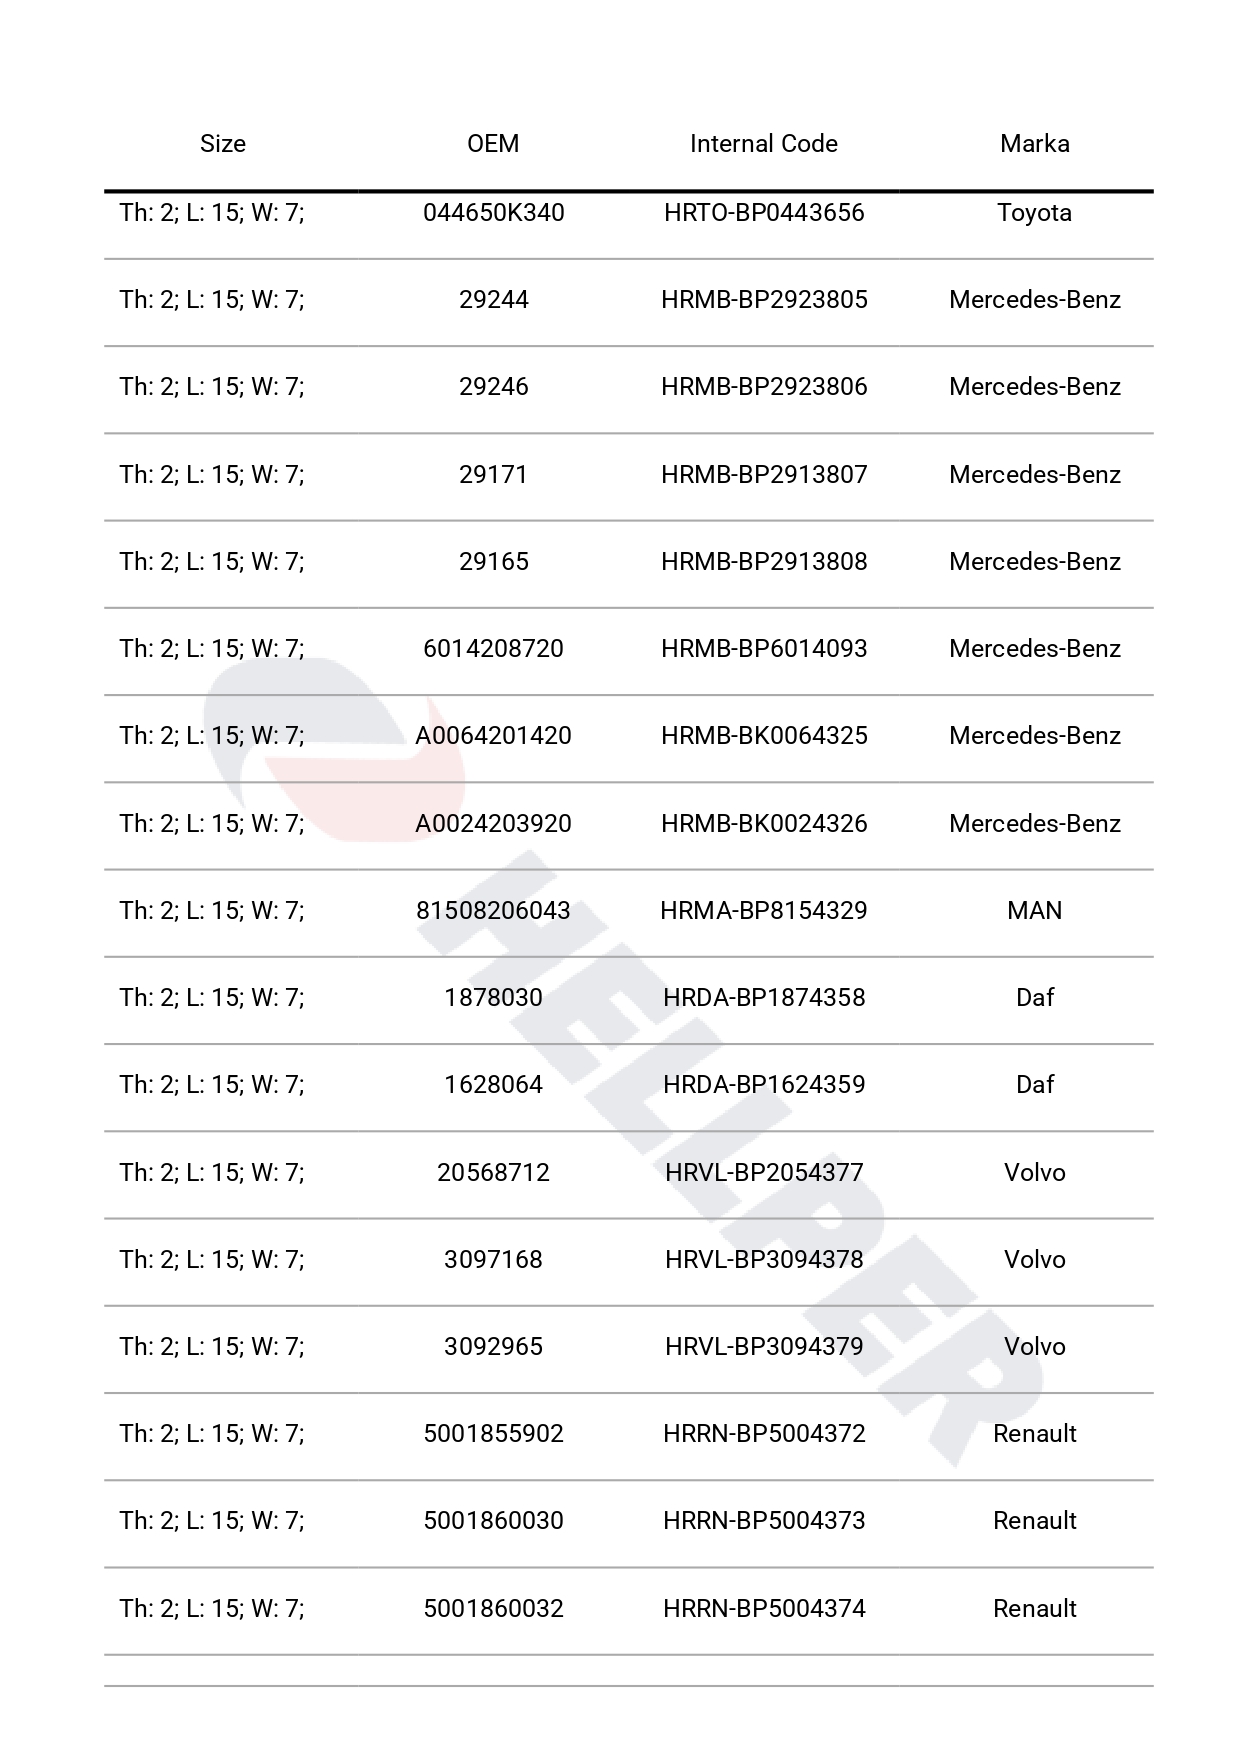 Size OEM Internal Code Marka
Th: 2; L: 15; W: 7; 044650K340 HRTO-BP0443656 Toyota
Th: 2; L: 15; W: 7; 29244 HRMB-BP2923805 Mercedes-Benz
Th: 2; L: 15; W: 7; 29246 HRMB-BP2923806 Mercedes-Benz
Th: 2; L: 15; W: 7; 29171 HRMB-BP2913807 Mercedes-Benz
Th: 2; L: 15; W: 7; 29165 HRMB-BP2913808 Mercedes-Benz
Th: 2; L: 15; W: 7; 6014208720 HRMB-BP6014093 Mercedes-Benz
Th: 2; L: 15; W: 7; A0064201420 HRMB-BK0064325 Mercedes-Benz
Th: 2; L: 15; W: 7; A0024203920 HRMB-BK0024326 Mercedes-Benz
Th: 2; L: 15; W: 7; 81508206043 HRMA-BP8154329 MAN
Th: 2; L: 15; W: 7; 1878030 HRDA-BP1874358 Daf
Th: 2; L: 15; W: 7; 1628064 HRDA-BP1624359 Daf
Th: 2; L: 15; W: 7; 20568712 HRVL-BP2054377 Volvo
Th: 2; L: 15; W: 7; 3097168 HRVL-BP3094378 Volvo
Th: 2; L: 15; W: 7; 3092965 HRVL-BP3094379 Volvo
Th: 2; L: 15; W: 7; 5001855902 HRRN-BP5004372 Renault
Th: 2; L: 15; W: 7; 5001860030 HRRN-BP5004373 Renault
Th: 2; L: 15; W: 7; 5001860032 HRRN-BP5004374 Renault
HELLPER